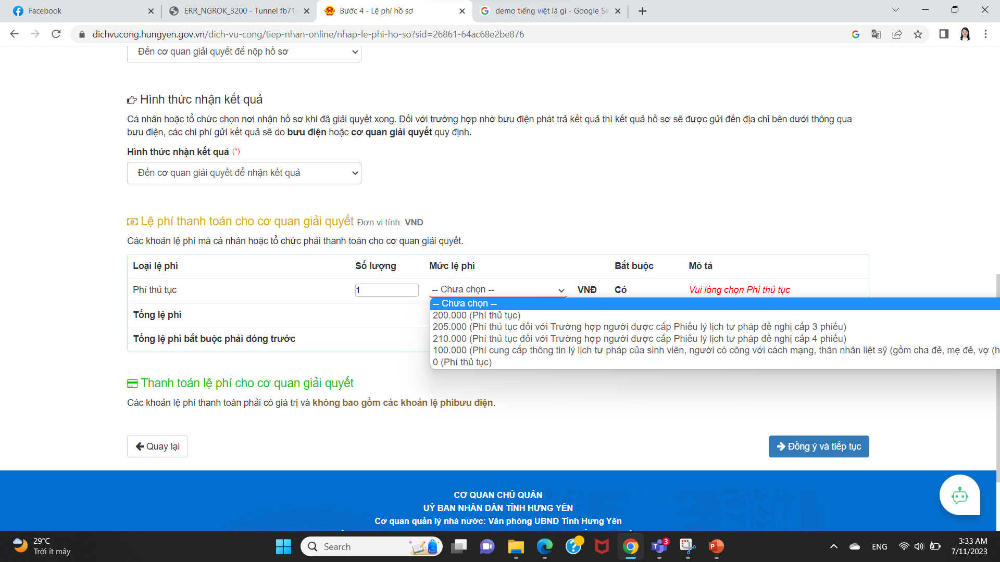 Facebook
ERR_NGROK_3200 - Tunnel fb71-
Bước 4 - Lệ phí hồ sơ
demo tiếng việt là gì - Google Se
dichvucong.hungyen.gov.vn/dich-vu-cong/tiep-nhan-online/nhap-le-phi-ho-so?sid=26861-64ac68e2be876
Đến cơ quan giải quyết để nộp hồ sơ
Hình thức nhận kết quả
Cá nhân hoặc tổ chức chọn nơi nhận hồ sơ khi đã giải quyết xong. Đối với trường hợp nhờ bưu điện phát trả kết quả thì kết quả hồ sơ sẽ được gửi đến địa chỉ bên dưới thông qua
bưu điện, các chi phí gửi kết quả sẽ do bưu điện hoặc cơ quan giải quyết quy định.
Hình thức nhận kết quả (*)
Đến cơ quan giải quyết để nhận kết quả
Lệ phí thanh toán cho cơ quan giải quyết Đơn vị tính: VNĐ
Các khoản lệ phí mà cá nhân hoặc tổ chức phải thanh toán cho cơ quan giải quyết.
Loại lệ phí Số lượng Mức lệ phí Bắt buộc Mô tả
Phí thủ tục 1 -- Chưa chọn -- VNĐ Có Vui lòng chọn Phí thủ tục
-- Chưa chọn --
200.000 (Phí thủ tục)
205.000 (Phí thủ tục đối với Trường hợp người được cấp Phiếu lý lịch tư pháp đề nghị cấp 3 phiếu)
210.000 (Phí thủ tục đối với Trường hợp người được cấp Phiếu lý lịch tư pháp đề nghị cấp 4 phiếu)
100.000 (Phí cung cấp thông tin lý lịch tư pháp của sinh viên, người có công với cách mạng, thân nhân liệt sỹ (gồm cha đẻ, mẹ đẻ, vợ (h
0 (Phí thủ tục)
Tổng lệ phí
Tổng lệ phí bắt buộc phải đóng trước
Thanh toán lệ phí cho cơ quan giải quyết
Các khoản lệ phí thanh toán phải có giá trị và không bao gồm các khoản lệ phíbưu điện.
Quay lại
Đồng ý và tiếp tục
CƠ QUAN CHỦ QUẢN
UỶ BAN NHÂN DÂN TỈNH HƯNG YÊN
Cơ quan quản lý nhà nước: Văn phòng UBND Tỉnh Hưng Yên
29°C
Trời ít mây
Search
3
ENG
3:33 AM
7/11/2023